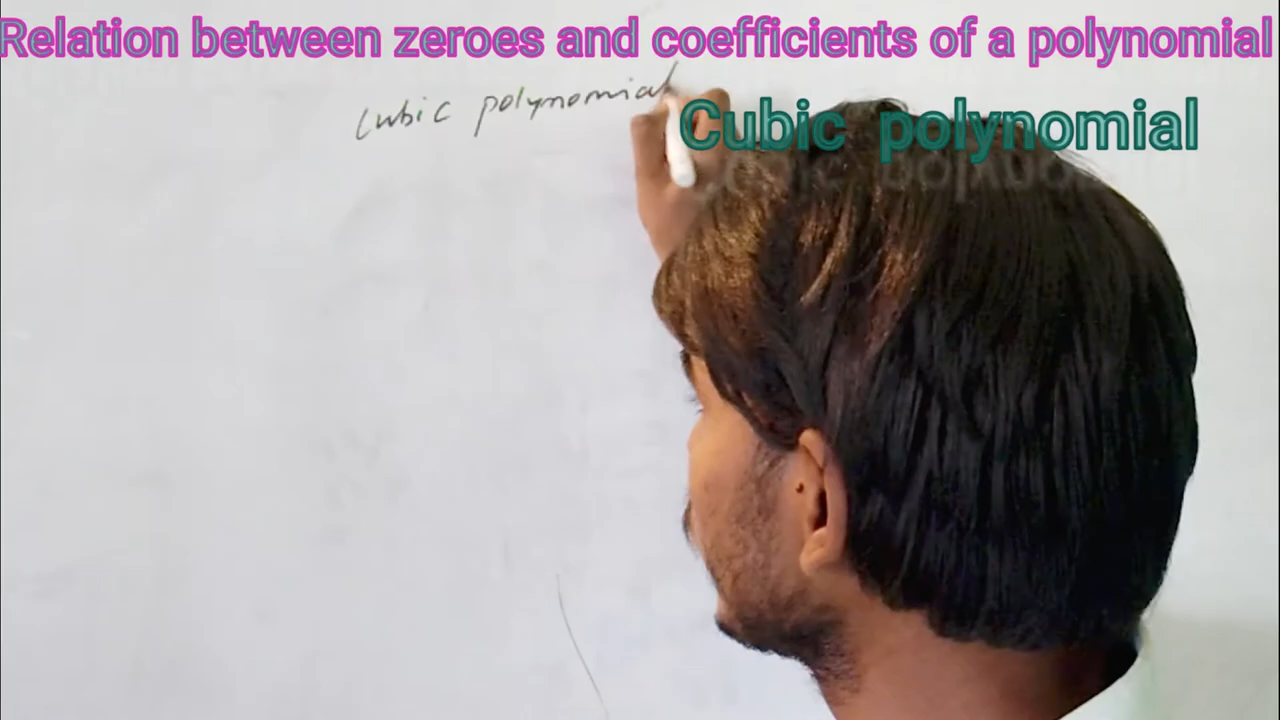 Relation between zeroes and coefficients of a polynomial
Cubic polynomial
Cubic polynomial